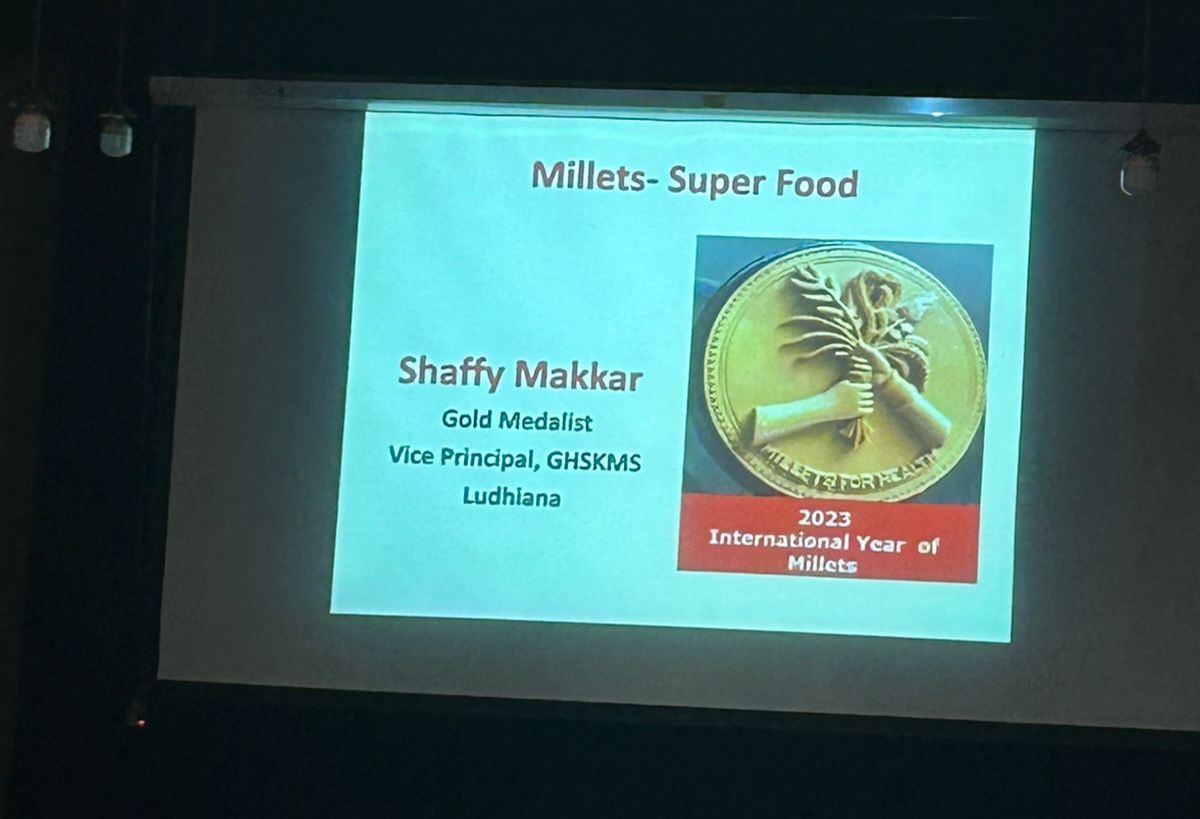 Millets- Super Food
Shaffy Makkar
Gold Medalist
Vice Principal, GHSKMS
Ludhiana
MILLETS FOR HEALTH
2023
International Year of
Millets